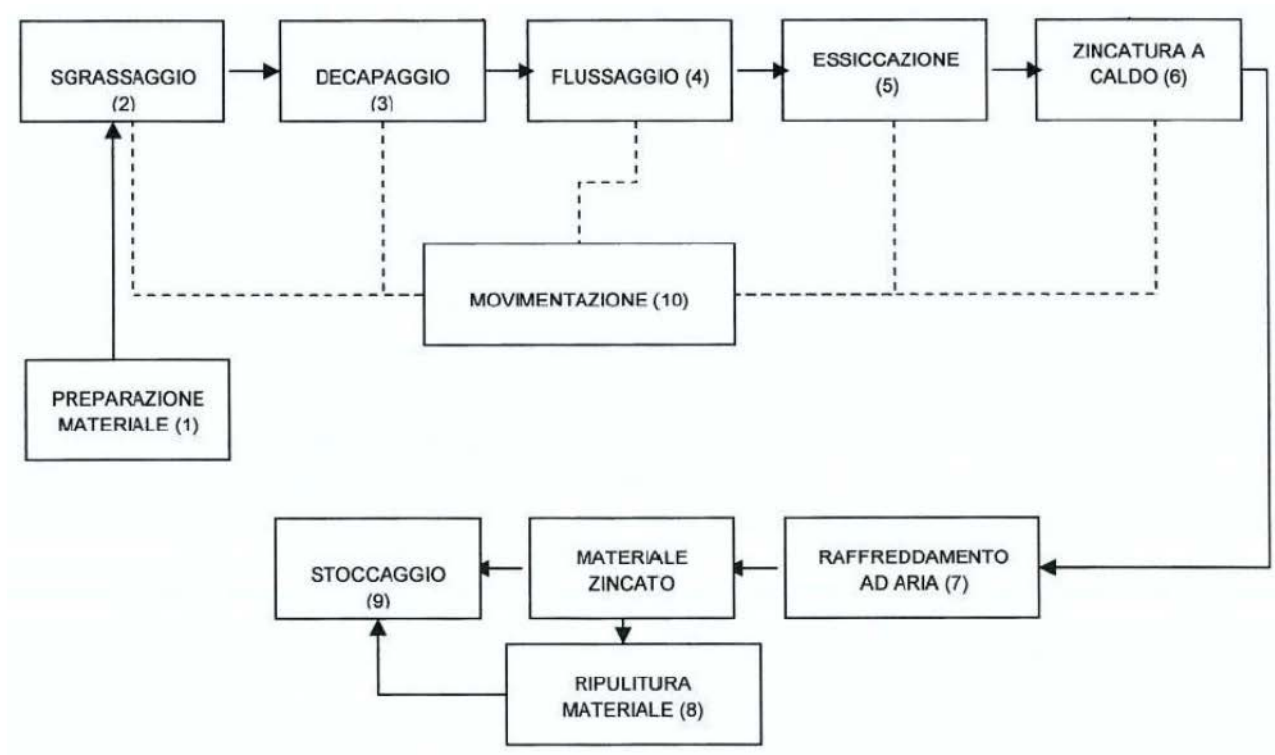 SGRASSAGGIO
(2)
DECAPAGGIO
(3)
FLUSSAGGIO (4)
ESSICCAZIONE
(5)
ZINCATURA A
CALDO (6)
MOVIMENTAZIONE (10)
PREPARAZIONE
MATERIALE (1)
STOCCAGGIO
(9)
MATERIALE
ZINCATO
RAFFREDDAMENTO
AD ARIA (7)
RIPULITURA
MATERIALE (8)